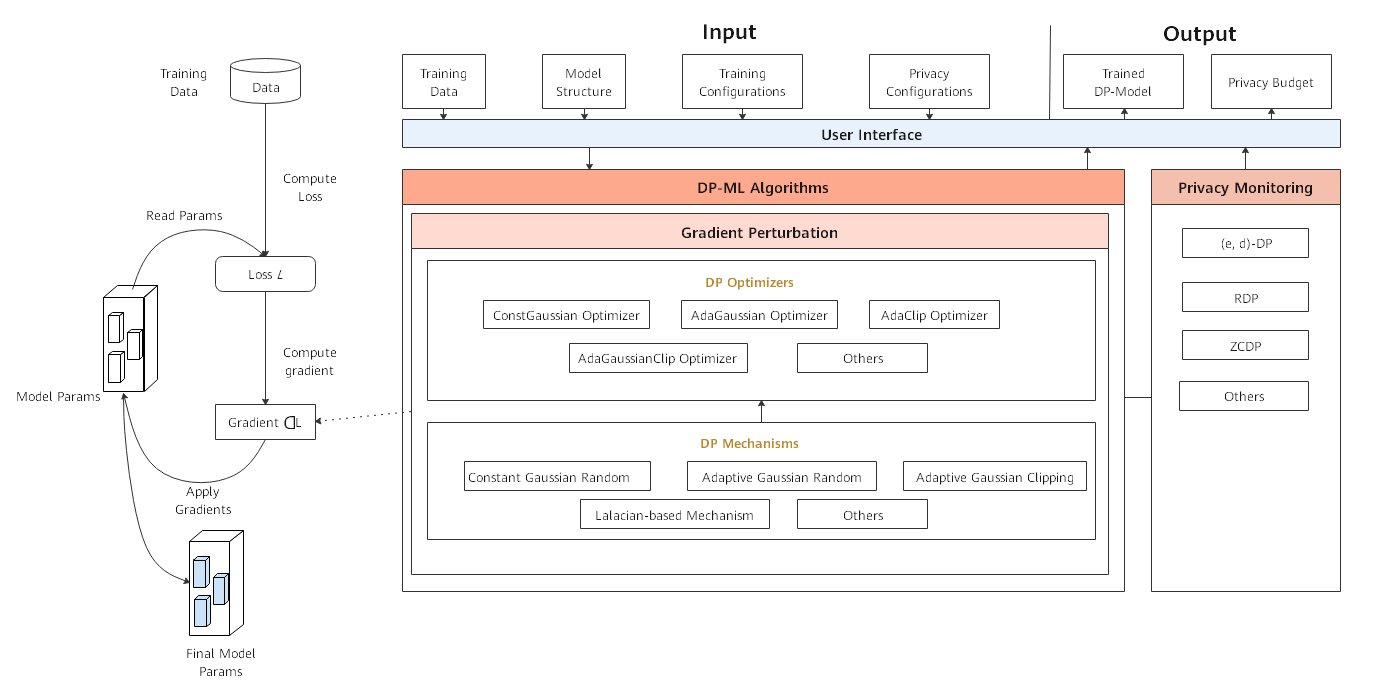 Training
Data
Data
Compute
Loss
Read Params
Loss L
Compute
gradient
Model Params
Gradient ᗡL
Apply
Gradients
Final Model
Params
Input
Output
Training
Data
Model
Structure
Training
Configurations
Privacy
Configurations
Trained
DP-Model
Privacy Budget
User Interface
DP-ML Algorithms
Gradient Perturbation
DP Optimizers
ConstGaussian Optimizer
AdaGaussian Optimizer
AdaClip Optimizer
AdaGaussianClip Optimizer
Others
DP Mechanisms
Constant Gaussian Random
Adaptive Gaussian Random
Adaptive Gaussian Clipping
Lalacian-based Mechanism
Others
Privacy Monitoring
(e, d)-DP
RDP
ZCDP
Others